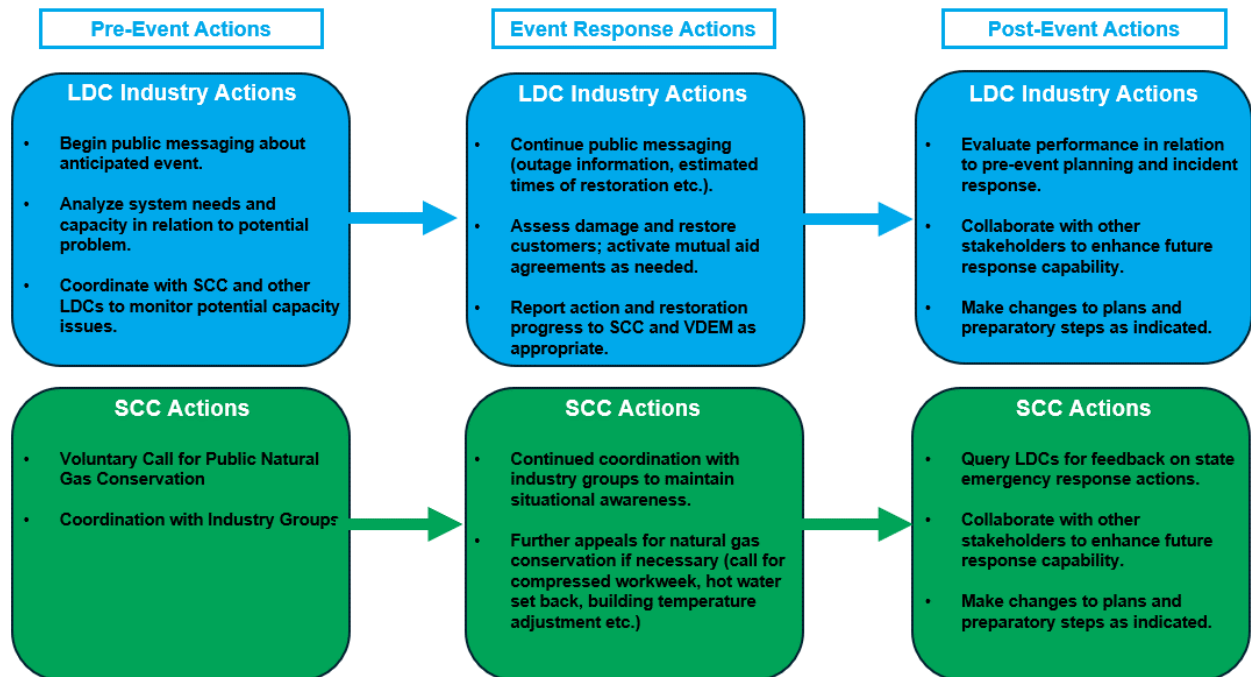 Pre-Event Actions
Event Response Actions
Post-Event Actions
LDC Industry Actions
• Begin public messaging about
anticipated event.
• Analyze system needs and
capacity in relation to potential
problem.
• Coordinate with SCC and other
LDCs to monitor potential capacity
issues.
LDC Industry Actions
• Continue public messaging
(outage information, estimated
times of restoration etc.).
• Assess damage and restore
customers; activate mutual aid
agreements as needed.
• Report action and restoration
progress to SCC and VDEM as
appropriate.
LDC Industry Actions
• Evaluate performance in relation
to pre-event planning and incident
response.
• Collaborate with other
stakeholders to enhance future
response capability.
• Make changes to plans and
preparatory steps as indicated.
SCC Actions
• Voluntary Call for Public Natural
Gas Conservation
• Coordination with Industry Groups
SCC Actions
• Continued coordination with
industry groups to maintain
situational awareness.
• Further appeals for natural gas
conservation if necessary (call for
compressed workweek, hot water
set back, building temperature
adjustment etc.)
SCC Actions
• Query LDCs for feedback on state
emergency response actions.
• Collaborate with other
stakeholders to enhance future
response capability.
• Make changes to plans and
preparatory steps as indicated.